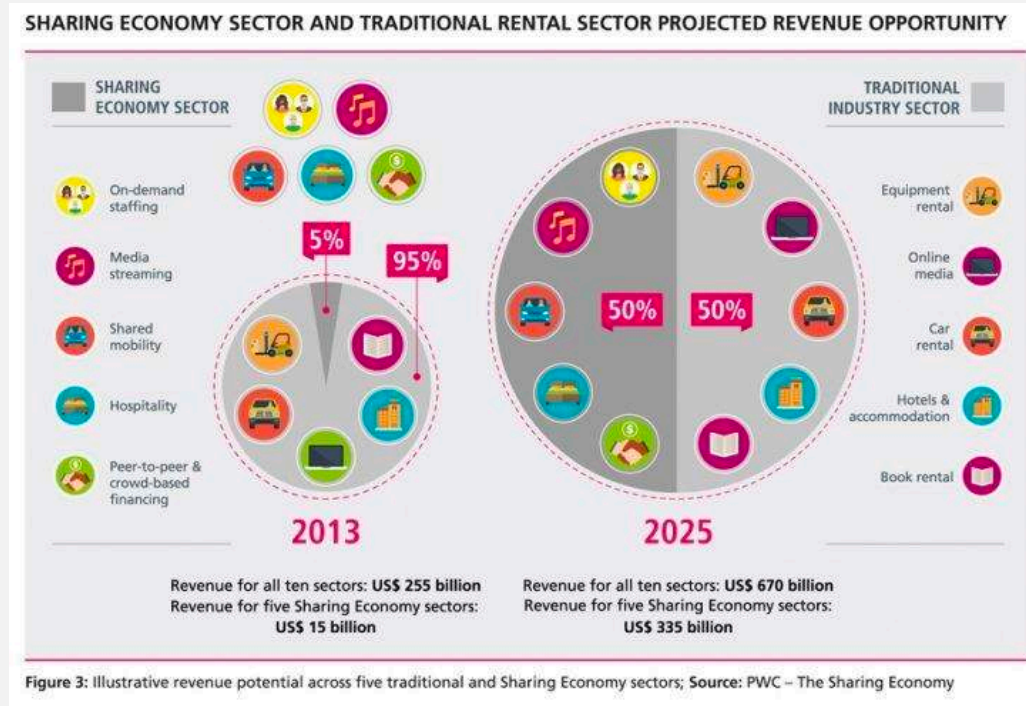 SHARING ECONOMY SECTOR AND TRADITIONAL RENTAL SECTOR PROJECTED REVENUE OPPORTUNITY
SHARING
ECONOMY SECTOR
On-demand
staffing
Media
streaming
Shared
mobility
Hospitality
Peer-to-peer &
crowd-based
financing
5%
95%
2013
Revenue for all ten sectors: US$ 255 billion
Revenue for five Sharing Economy sectors:
US$ 15 billion
50%
50%
2025
Revenue for all ten sectors: US$ 670 billion
Revenue for five Sharing Economy sectors:
US$ 335 billion
TRADITIONAL
INDUSTRY SECTOR
Equipment
rental
Online
media
Car
rental
Hotels &
accommodation
Book rental
Figure 3: Illustrative revenue potential across five traditional and Sharing Economy sectors; Source: PWC – The Sharing Economy